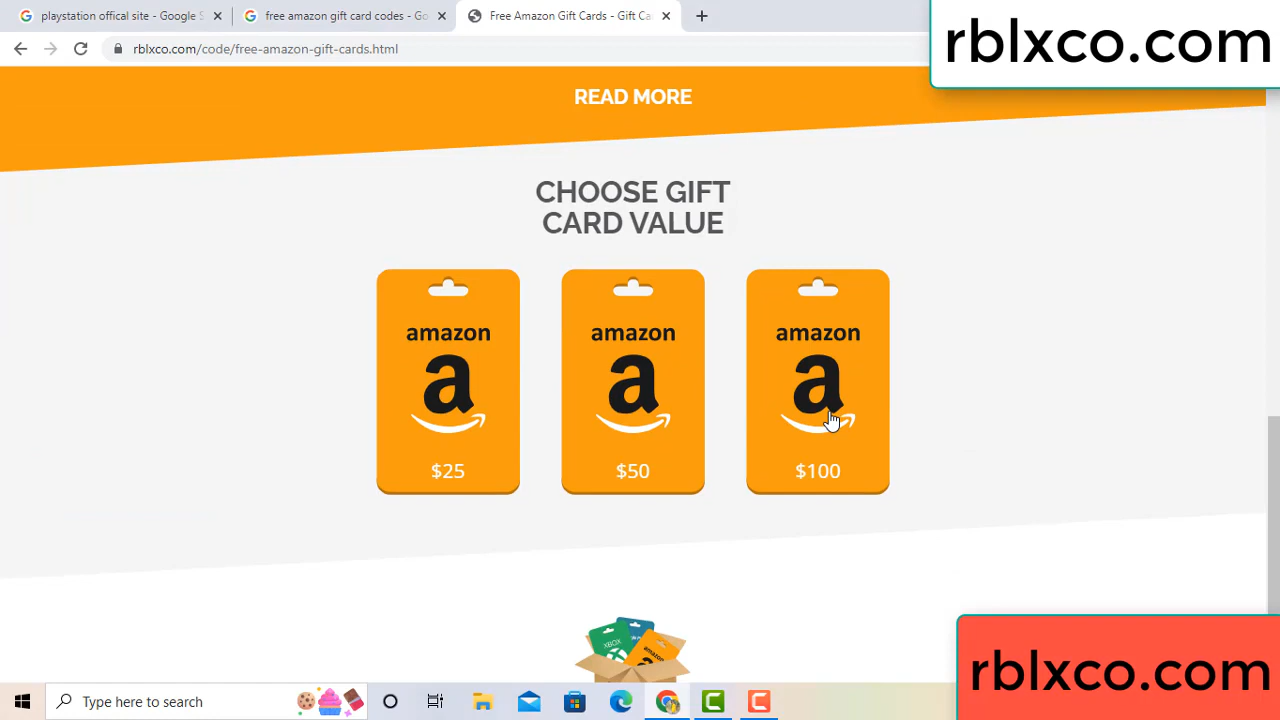 playstation offical site - Google S
free amazon gift card codes - Go
Free Amazon Gift Cards - Gift Ca
rblxco.com/code/free-amazon-gift-cards.html
rblxco.com
READ MORE
CHOOSE GIFT
CARD VALUE
amazon
a
$25
amazon
a
$50
amazon
a
$100
XBOX
amazon
rblxco.com
Type here to search